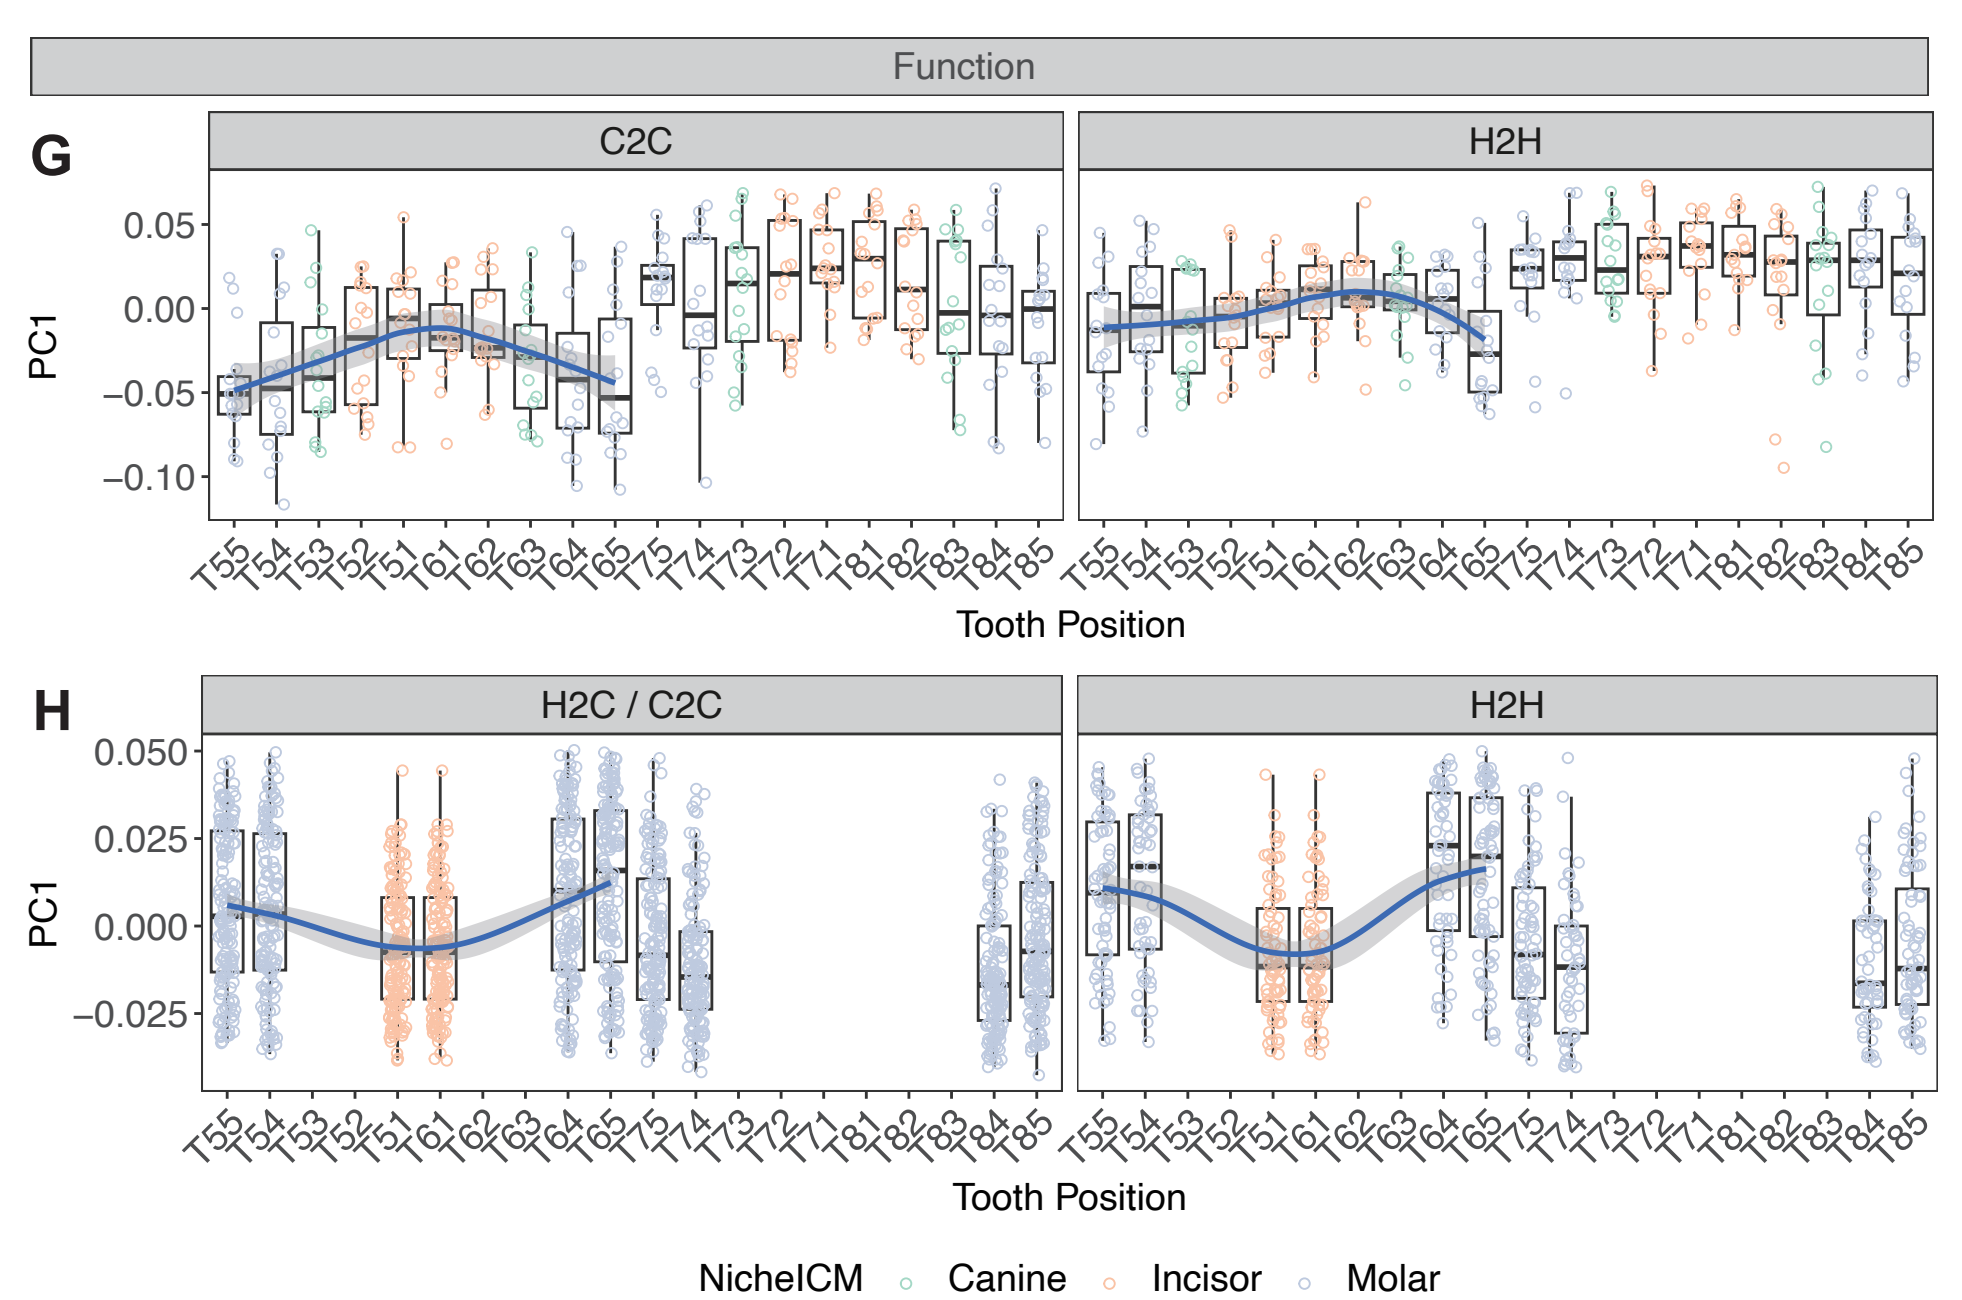 Function
G
C2C
H2H
0.05
0.00
−0.05
−0.10
PC1
T55 T54 T53 T52 T51 T61 T62 T63 T64 T65 T75 T74 T73 T72 T71 T81 T82 T83 T84 T85
T55 T54 T53 T52 T51 T61 T62 T63 T64 T65 T75 T74 T73 T72 T71 T81 T82 T83 T84 T85
Tooth Position
H
H2C / C2C
H2H
0.050
0.025
0.000
−0.025
PC1
T55 T54 T53 T52 T51 T61 T62 T63 T64 T65 T75 T74 T73 T72 T71 T81 T82 T83 T84 T85
T55 T54 T53 T52 T51 T61 T62 T63 T64 T65 T75 T74 T73 T72 T71 T81 T82 T83 T84 T85
Tooth Position
NicheICM Canine Incisor Molar